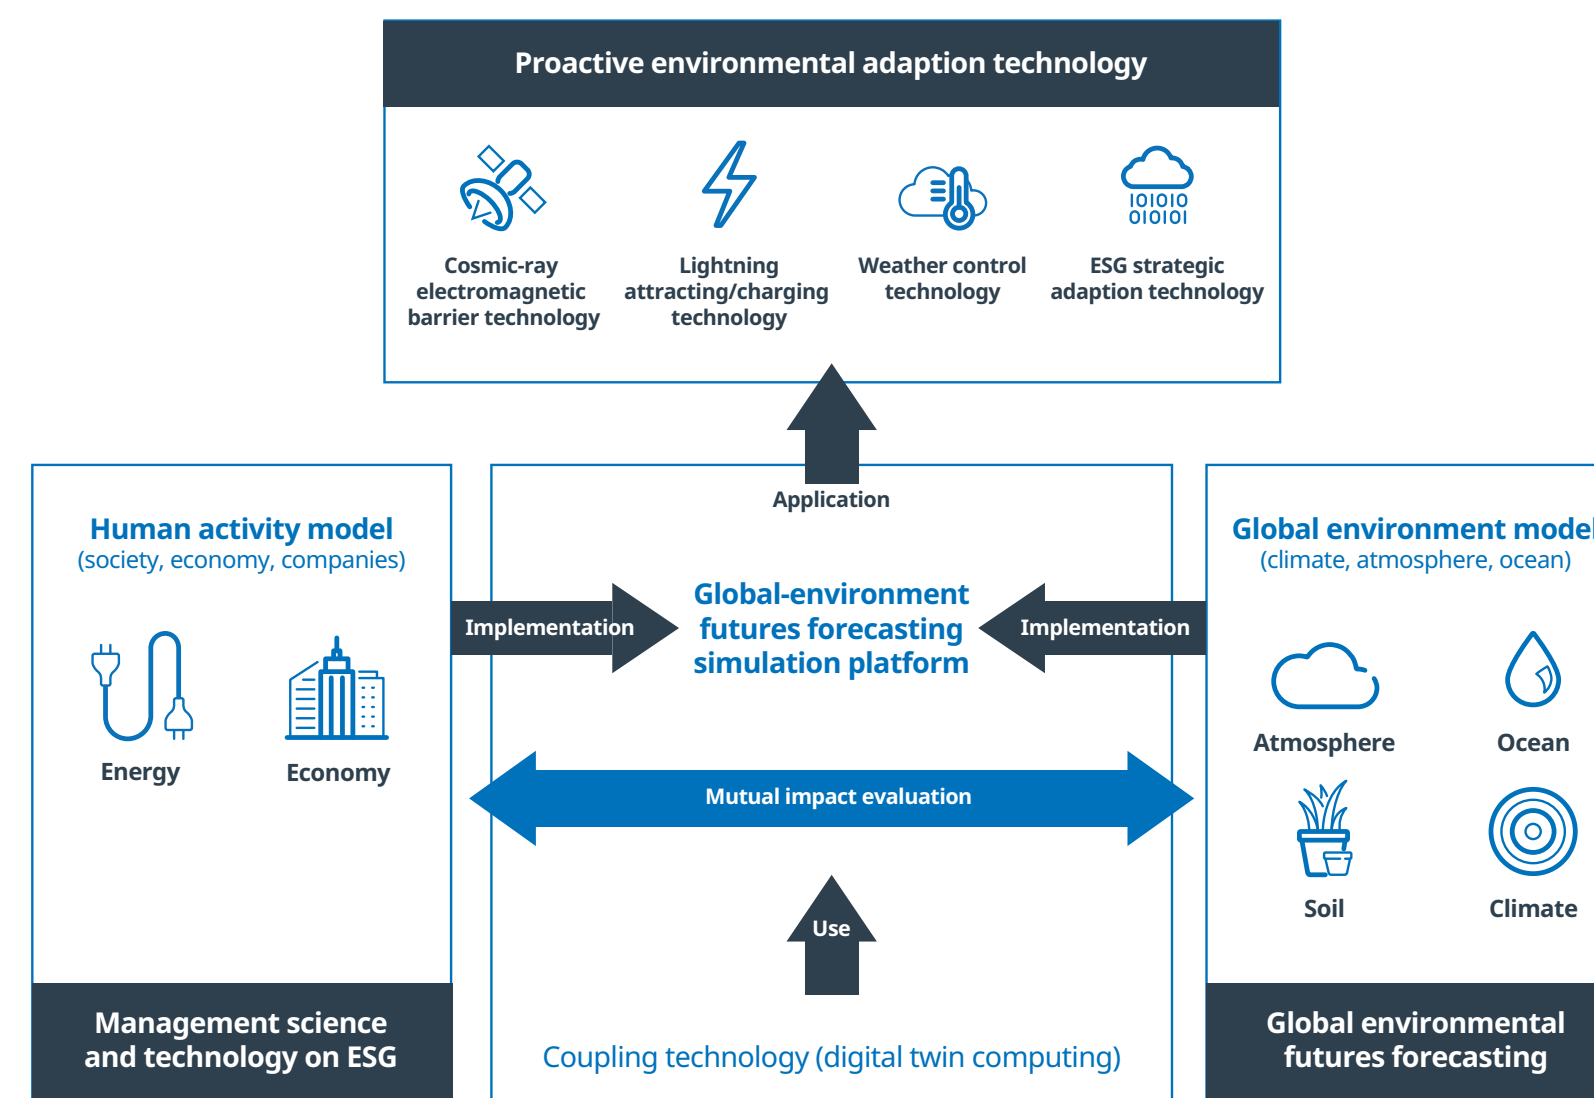 Proactive environmental adaption technology
IOIOIO
OIOIOI
Cosmic-ray
electromagnetic
barrier technology
Lightning
attracting/charging
technology
Weather control
technology
ESG strategic
adaption technology
Application
Human activity model
(society, economy, companies)
Energy
Economy
Management science
and technology on ESG
Implementation
Global-environment
futures forecasting
simulation platform
Implementation
Mutual impact evaluation
Use
Coupling technology (digital twin computing)
Global environment model
(climate, atmosphere, ocean)
Atmosphere
Ocean
Soil
Climate
Global environmental
futures forecasting